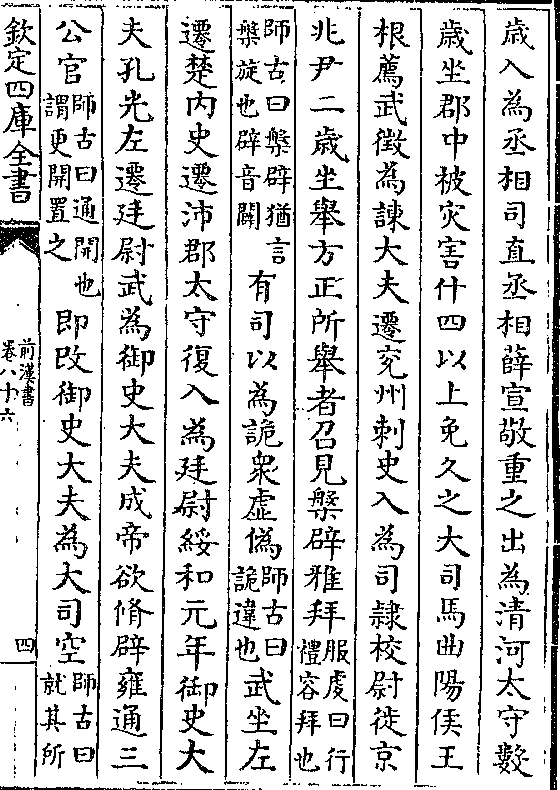 歲入為丞相司直丞相薛宣敬重之出為清河太守數
歲坐郡中被灾害什四以上免久之大司馬曲陽侯王
根薦武徵為諫大夫遷兖州刺史入為司隷校尉徙京
兆尹二歲坐舉方正所舉者召見槃辟雅拜服虔曰行禮容拜也
師古曰槃辟猶言槃旋也辟音闢有司以為詭衆虛偽師古曰詭違也武坐左
遷楚内史遷沛郡太守復入為廷尉綏和元年御史大
夫孔光左遷廷尉武為御史大夫成帝欲脩辟雍通三
公官師古曰通開也謂更開置之即改御史大夫為大司空師古曰就其所
欽定四庫全書
前漢書
卷八十六
四